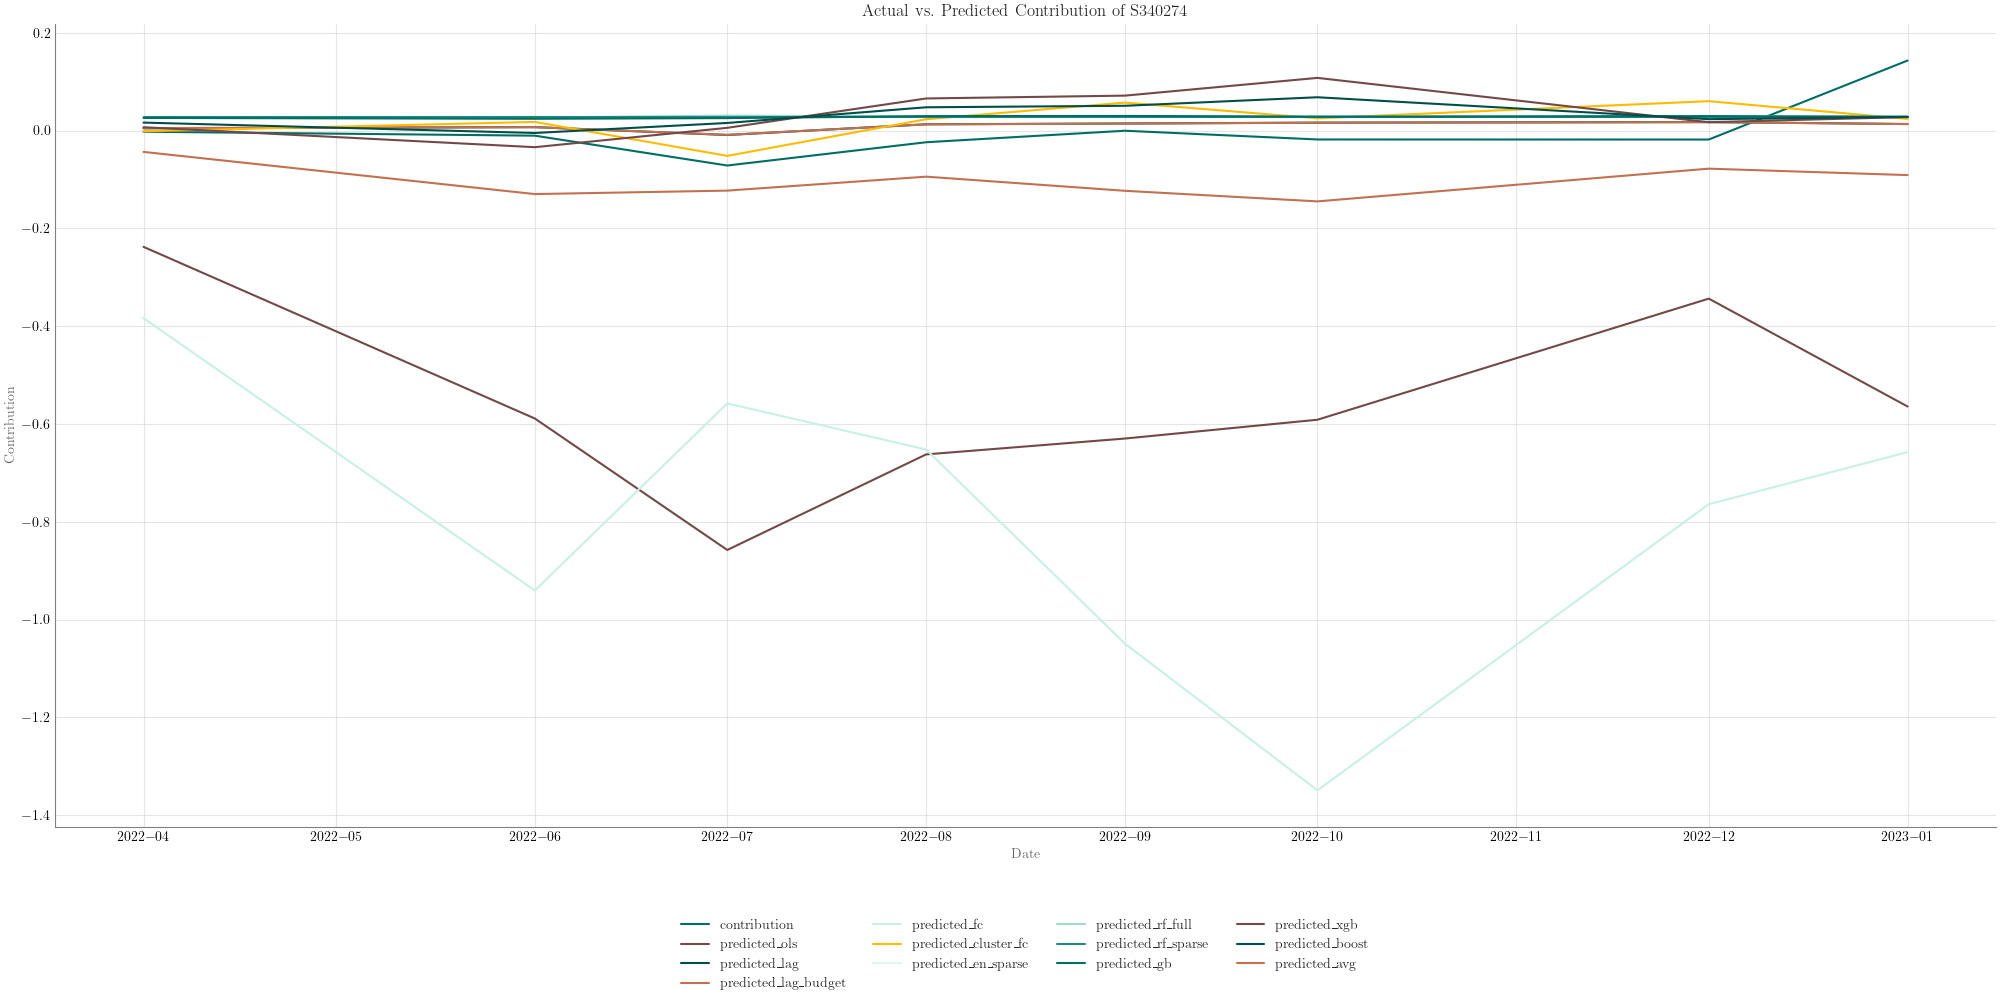 Actual vs. Predicted Contribution of S340274
0.2
0.0
−0.2
−0.4
−0.6
−0.8
−1.0
−1.2
−1.4
Contribution
2022−04 2022−05 2022−06 2022−07 2022−08 2022−09 2022−10 2022−11 2022−12 2023−01
Date
contribution predicted_fc predicted_rf_full predicted_xgb
predicted_ols predicted_cluster_fc predicted_rf_sparse predicted_boost
predicted_lag predicted_en_sparse predicted_gb predicted_avg
predicted_lag_budget